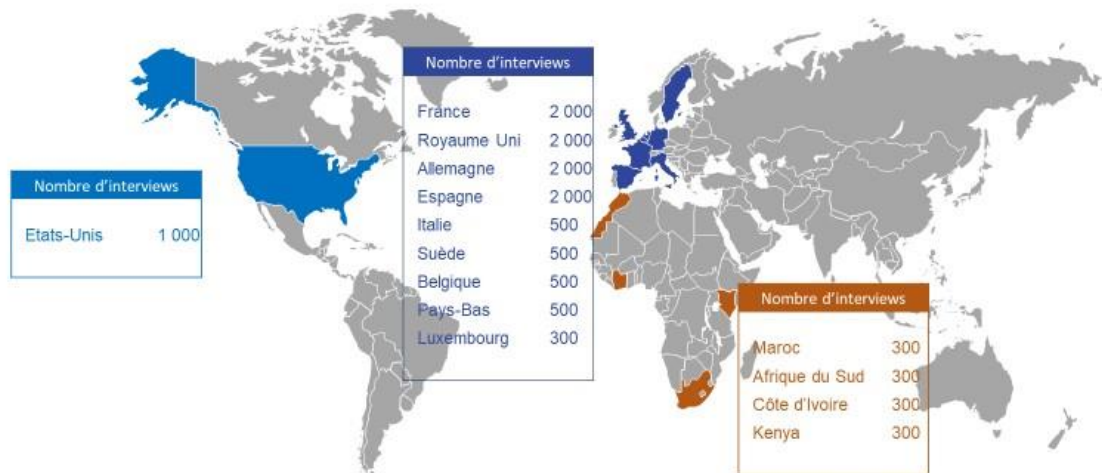 Nombre d'interviews
Etats-Unis 1 000
Nombre d'interviews
France 2 000
Royaume Uni 2 000
Allemagne 2 000
Espagne 2 000
Italie 500
Suède 500
Belgique 500
Pays-Bas 500
Luxembourg 300
Nombre d'interviews
Maroc 300
Afrique du Sud 300
Côte d'Ivoire 300
Kenya 300